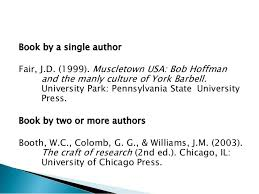 Book by a single author
Fair, J.D. (1999). Muscletown USA: Bob Hoffman
and the manly culture of York Barbell.
University Park: Pennsylvania State University
Press.
Book by two or more authors
Booth, W.C., Colomb, G. G., & Williams, J.M. (2003).
The craft of research (2nd ed.). Chicago, IL:
University of Chicago Press.